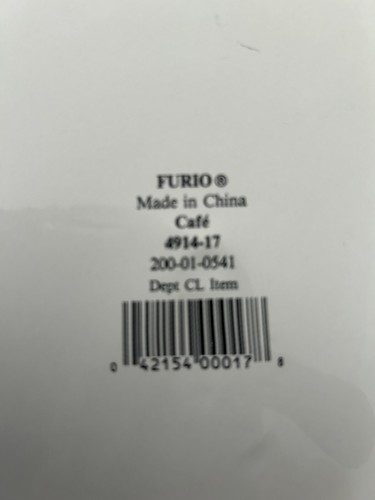 FURIO®
Made in China
Café
4914-17
200-01-0541
Dept CL Item
0 42154 00017 8